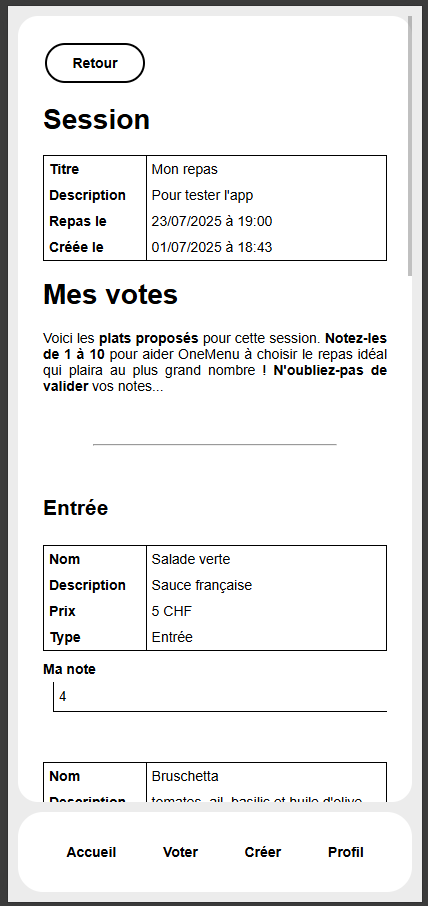 Retour
Session
Titre Mon repas
Description Pour tester l'app
Repas le 23/07/2025 à 19:00
Créée le 01/07/2025 à 18:43
Mes votes
Voici les plats proposés pour cette session. Notez-les
de 1 à 10 pour aider OneMenu à choisir le repas idéal
qui plaira au plus grand nombre ! N'oubliez-pas de
valider vos notes...
Entrée
Nom Salade verte
Description Sauce française
Prix 5 CHF
Type Entrée
Ma note
4
Nom Bruschetta
Description tomates, ail, basilic et huile d'olive
Accueil Voter Créer Profil